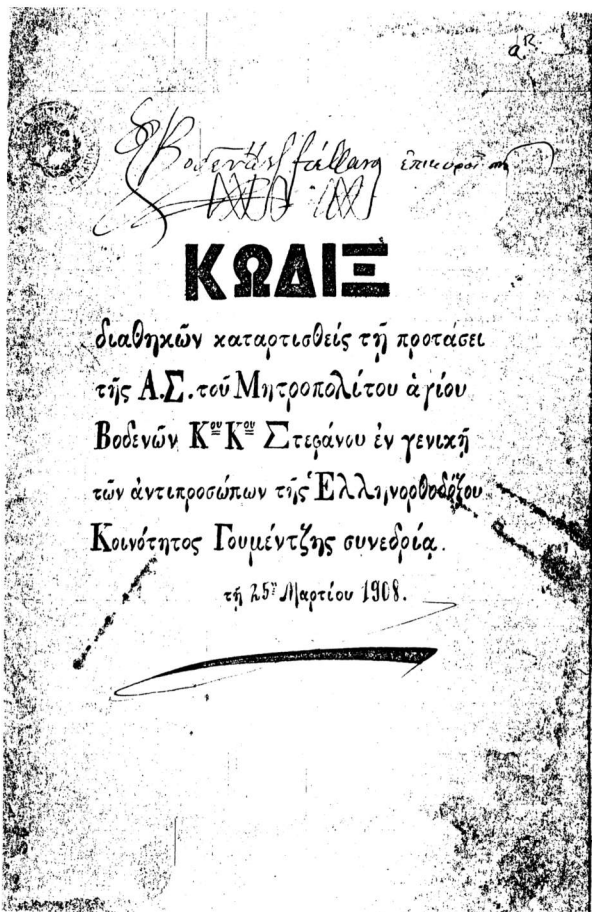 ΚΩΔΙΞ
διαθηκῶν καταρτισθείς τῇ προτάσει
τῆς Α.Σ. τοῦ Μητροπολίτου ἁγίου
Βοδενῶν Κου Κου Στεφάνου ἐν γενικῇ
τῶν ἀντιπροσώπων τῆς Ἑλληνορθοδόξου
Κοινότητος Γουμέντζης συνεδρίᾳ.
τῇ 25ῃ Μαρτίου 1908.